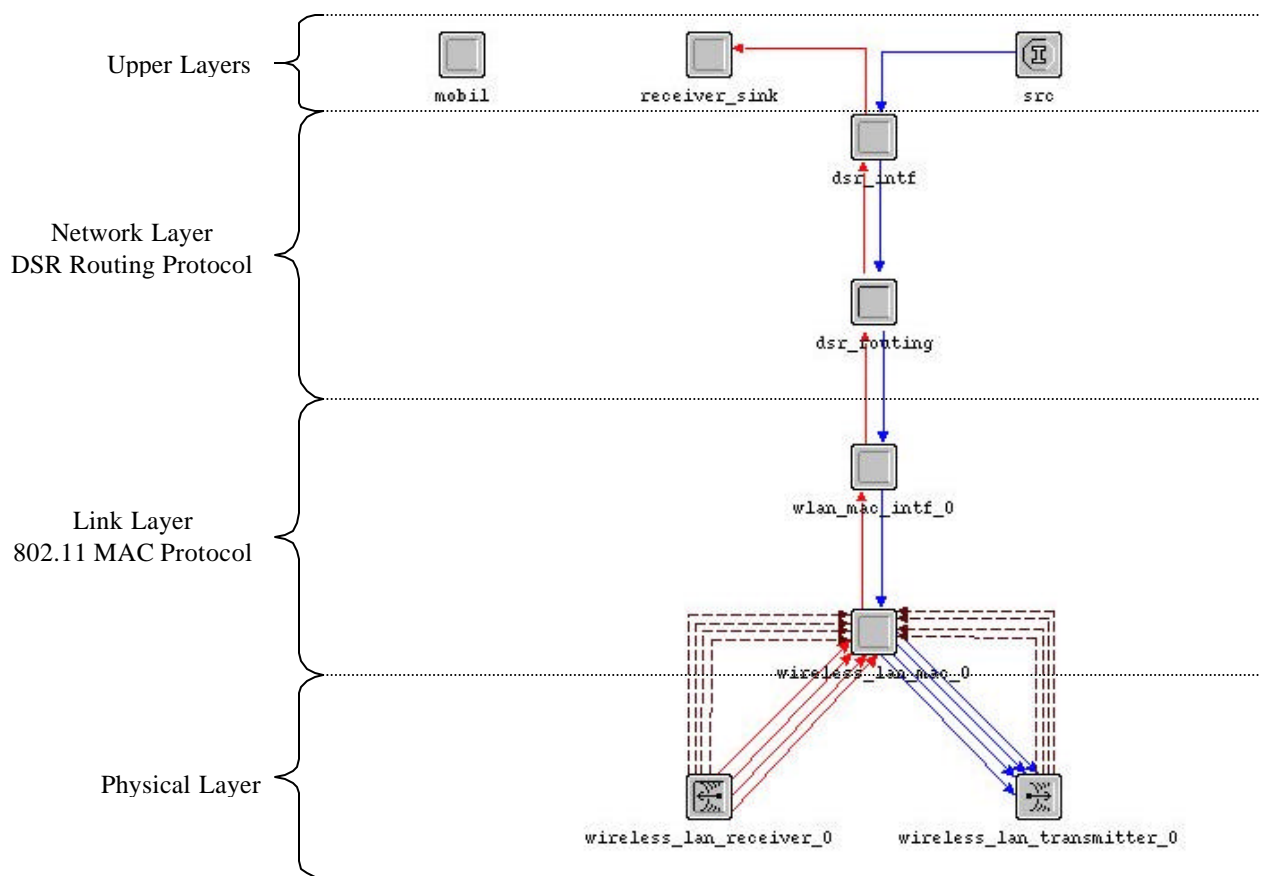 Upper Layers
mobil
receiver_sink
src
Network Layer
DSR Routing Protocol
dsr_intf
dsr_routing
Link Layer
802.11 MAC Protocol
wlan_mac_intf_0
wireless_lan_mac_0
Physical Layer
wireless_lan_receiver_0
wireless_lan_transmitter_0